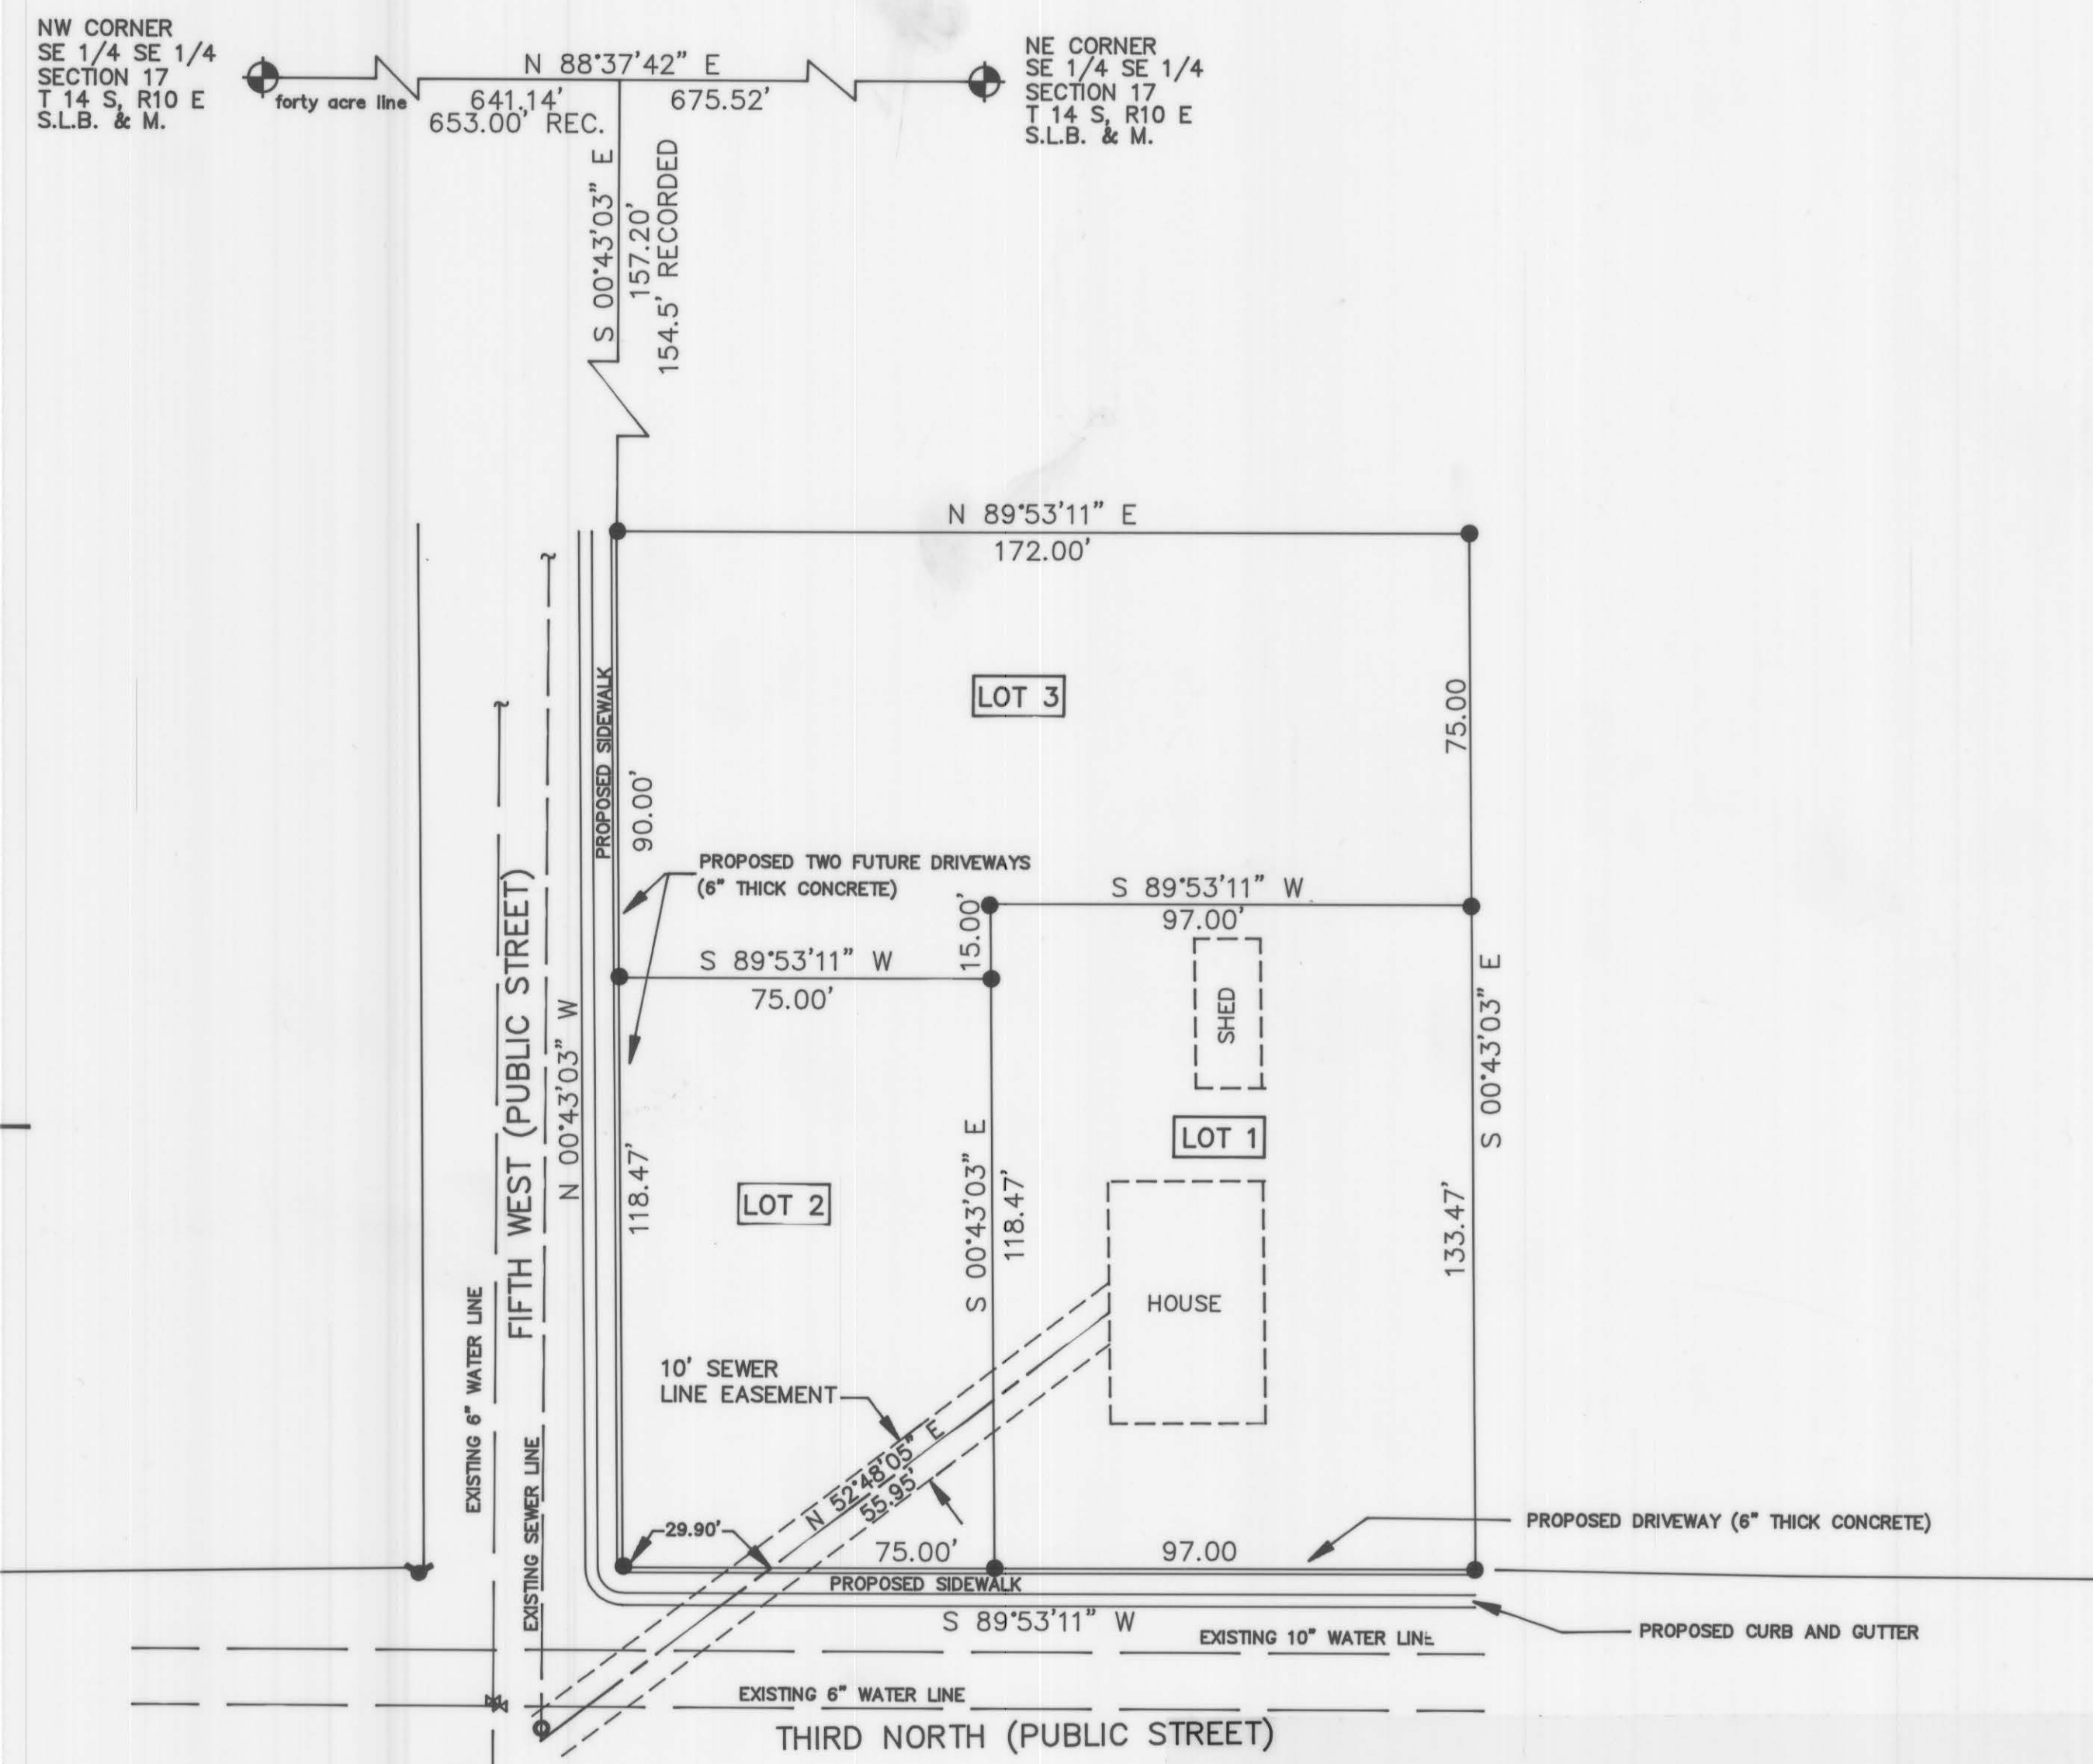 NW CORNER
SE 1/4 SE 1/4
SECTION 17
T 14 S, R10 E
S.L.B. & M.
forty acre line
N 88°37'42" E
641.14'
675.52'
653.00' REC.
NE CORNER
SE 1/4 SE 1/4
SECTION 17
T 14 S, R10 E
S.L.B. & M.
S 00°43'03" E
157.20'
154.5' RECORDED
N 89°53'11" E
172.00'
LOT 3
75.00
PROPOSED SIDEWALK
90.00'
PROPOSED TWO FUTURE DRIVEWAYS
(6" THICK CONCRETE)
S 89°53'11" W
97.00'
15.00'
S 89°53'11" W
75.00'
SHED
S 00°43'03" E
FIFTH WEST (PUBLIC STREET)
N 00°43'03" W
118.47'
LOT 2
S 00°43'03" E
118.47'
LOT 1
133.47'
HOUSE
EXISTING 6" WATER LINE
EXISTING SEWER LINE
10' SEWER
LINE EASEMENT
N 52°48'05" E
55.95'
29.90'
75.00'
97.00
PROPOSED DRIVEWAY (6" THICK CONCRETE)
PROPOSED SIDEWALK
S 89°53'11" W
PROPOSED CURB AND GUTTER
EXISTING 10" WATER LINE
EXISTING 6" WATER LINE
THIRD NORTH (PUBLIC STREET)